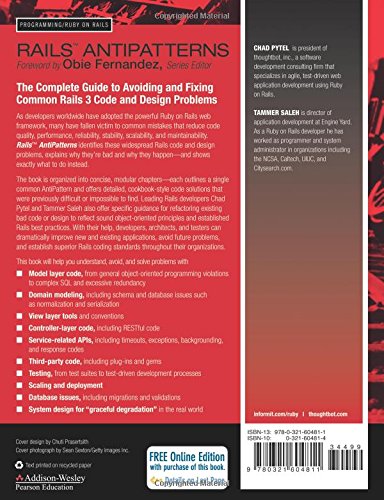 Copyrighted Material
PROGRAMMING/RUBY ON RAILS
RAILS™ ANTIPATTERNS
Foreword by Obie Fernandez, Series Editor
The Complete Guide to Avoiding and Fixing
Common Rails 3 Code and Design Problems
As developers worldwide have adopted the powerful Ruby on Rails web
framework, many have fallen victim to common mistakes that reduce code
quality, performance, reliability, stability, scalability, and maintainability.
Rails™ AntiPatterns identifies these widespread Rails code and design
problems, explains why they're bad and why they happen—and shows
exactly what to do instead.
The book is organized into concise, modular chapters—each outlines a
single common AntiPattern and offers detailed, cookbook-style code solutions that
were previously difficult or impossible to find. Leading Rails developers Chad
Pytel and Tammer Saleh also offer specific guidance for refactoring existing
bad code or design to reflect sound object-oriented principles and established
Rails best practices. With their help, developers, architects, and testers can
dramatically improve new and existing applications, avoid future problems,
and establish superior Rails coding standards throughout their organizations.
This book will help you understand, avoid, and solve problems with
• Model layer code, from general object-oriented programming violations
to complex SQL and excessive redundancy
• Domain modeling, including schema and database issues such
as normalization and serialization
• View layer tools and conventions
• Controller-layer code, including RESTful code
• Service-related APIs, including timeouts, exceptions, backgrounding,
and response codes
• Third-party code, including plug-ins and gems
• Testing, from test suites to test-driven development processes
• Scaling and deployment
• Database issues, including migrations and validations
• System design for "graceful degradation" in the real world
Cover design by Chuti Prasertsith
Cover photograph by Sean Sexton/Getty Images Inc.
Text printed on recycled paper
Addison-Wesley
Pearson Education
FREE Online Edition
with purchase of this book.
Details on Last Page
CHAD PYTEL is president of
thoughtbot, inc., a software
development consulting firm that
specializes in agile, test-driven web
application development using
Ruby on Rails.
TAMMER SALEH is director of
application development at Engine Yard.
As a Ruby on Rails developer he has
worked as programmer and system
administrator at organizations including
the NCSA, Caltech, UIUC, and
Citysearch.com.
informit.com/ruby | thoughtbot.com
ISBN-13: 978-0-321-60481-1
ISBN-10: 0-321-60481-4
3 4 4 9 9
9 780321 604811
Copyrighted Material